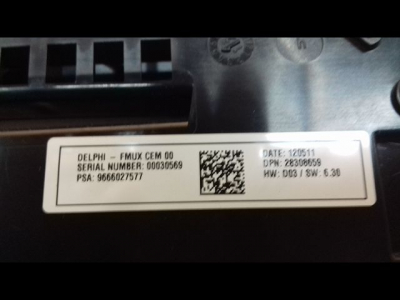 DELPHI - FMUX CEM 00
SERIAL NUMBER: 00030569
PSA: 9666027577
DATE: 120511
DPN: 28308659
HW: D03 / SW: 6.30